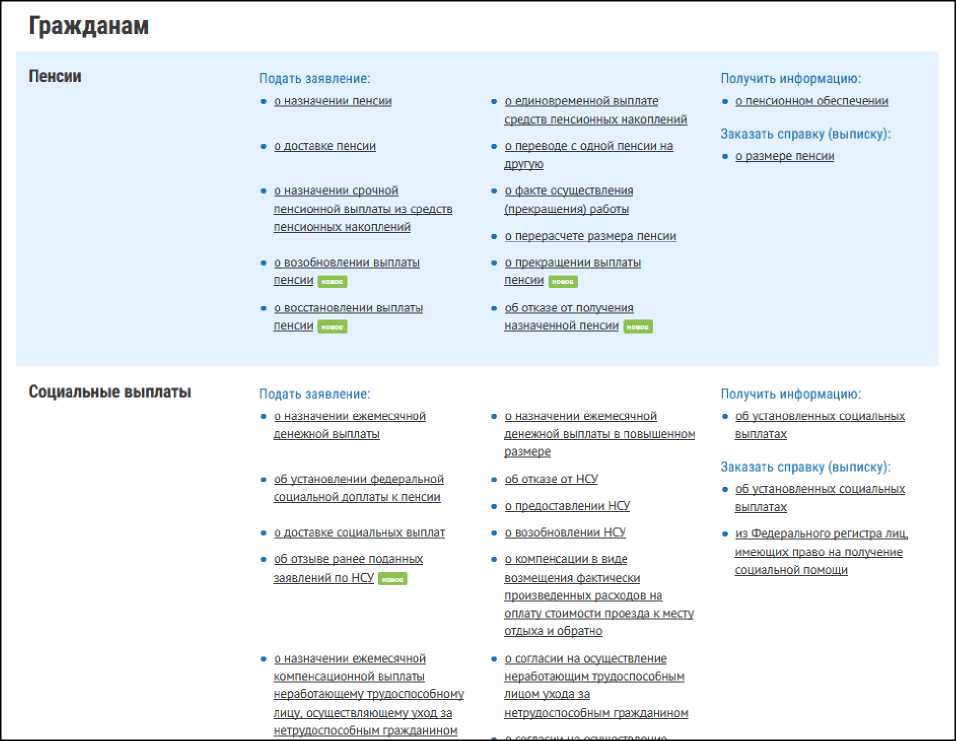 Гражданам
Пенсии
Подать заявление:
о назначении пенсии
о доставке пенсии
о назначении срочной
пенсионной выплаты из средств
пенсионных накоплений
о возобновлении выплаты
пенсии новое
о восстановлении выплаты
пенсии новое
о единовременной выплате
средств пенсионных накоплений
о переводе с одной пенсии на
другую
о факте осуществления
(прекращения) работы
о перерасчете размера пенсии
о прекращении выплаты
пенсии новое
об отказе от получения
назначенной пенсии новое
Получить информацию:
о пенсионном обеспечении
Заказать справку (выписку):
о размере пенсии
Социальные выплаты
Подать заявление:
о назначении ежемесячной
денежной выплаты
об установлении федеральной
социальной доплаты к пенсии
о доставке социальных выплат
об отзыве ранее поданных
заявлений по НСУ новое
о назначении ежемесячной
компенсационной выплаты
неработающему трудоспособному
лицу, осуществляющему уход за
нетрудоспособным гражданином
о назначении ежемесячной
денежной выплаты в повышенном
размере
об отказе от НСУ
о предоставлении НСУ
о возобновлении НСУ
о компенсации в виде
возмещения фактически
произведенных расходов на
оплату стоимости проезда к месту
отдыха и обратно
о согласии на осуществление
неработающим трудоспособным
лицом ухода за
нетрудоспособным гражданином
о согласии на осуществление
Получить информацию:
об установленных социальных
выплатах
Заказать справку (выписку):
об установленных социальных
выплатах
из Федерального регистра лиц,
имеющих право на получение
социальной помощи